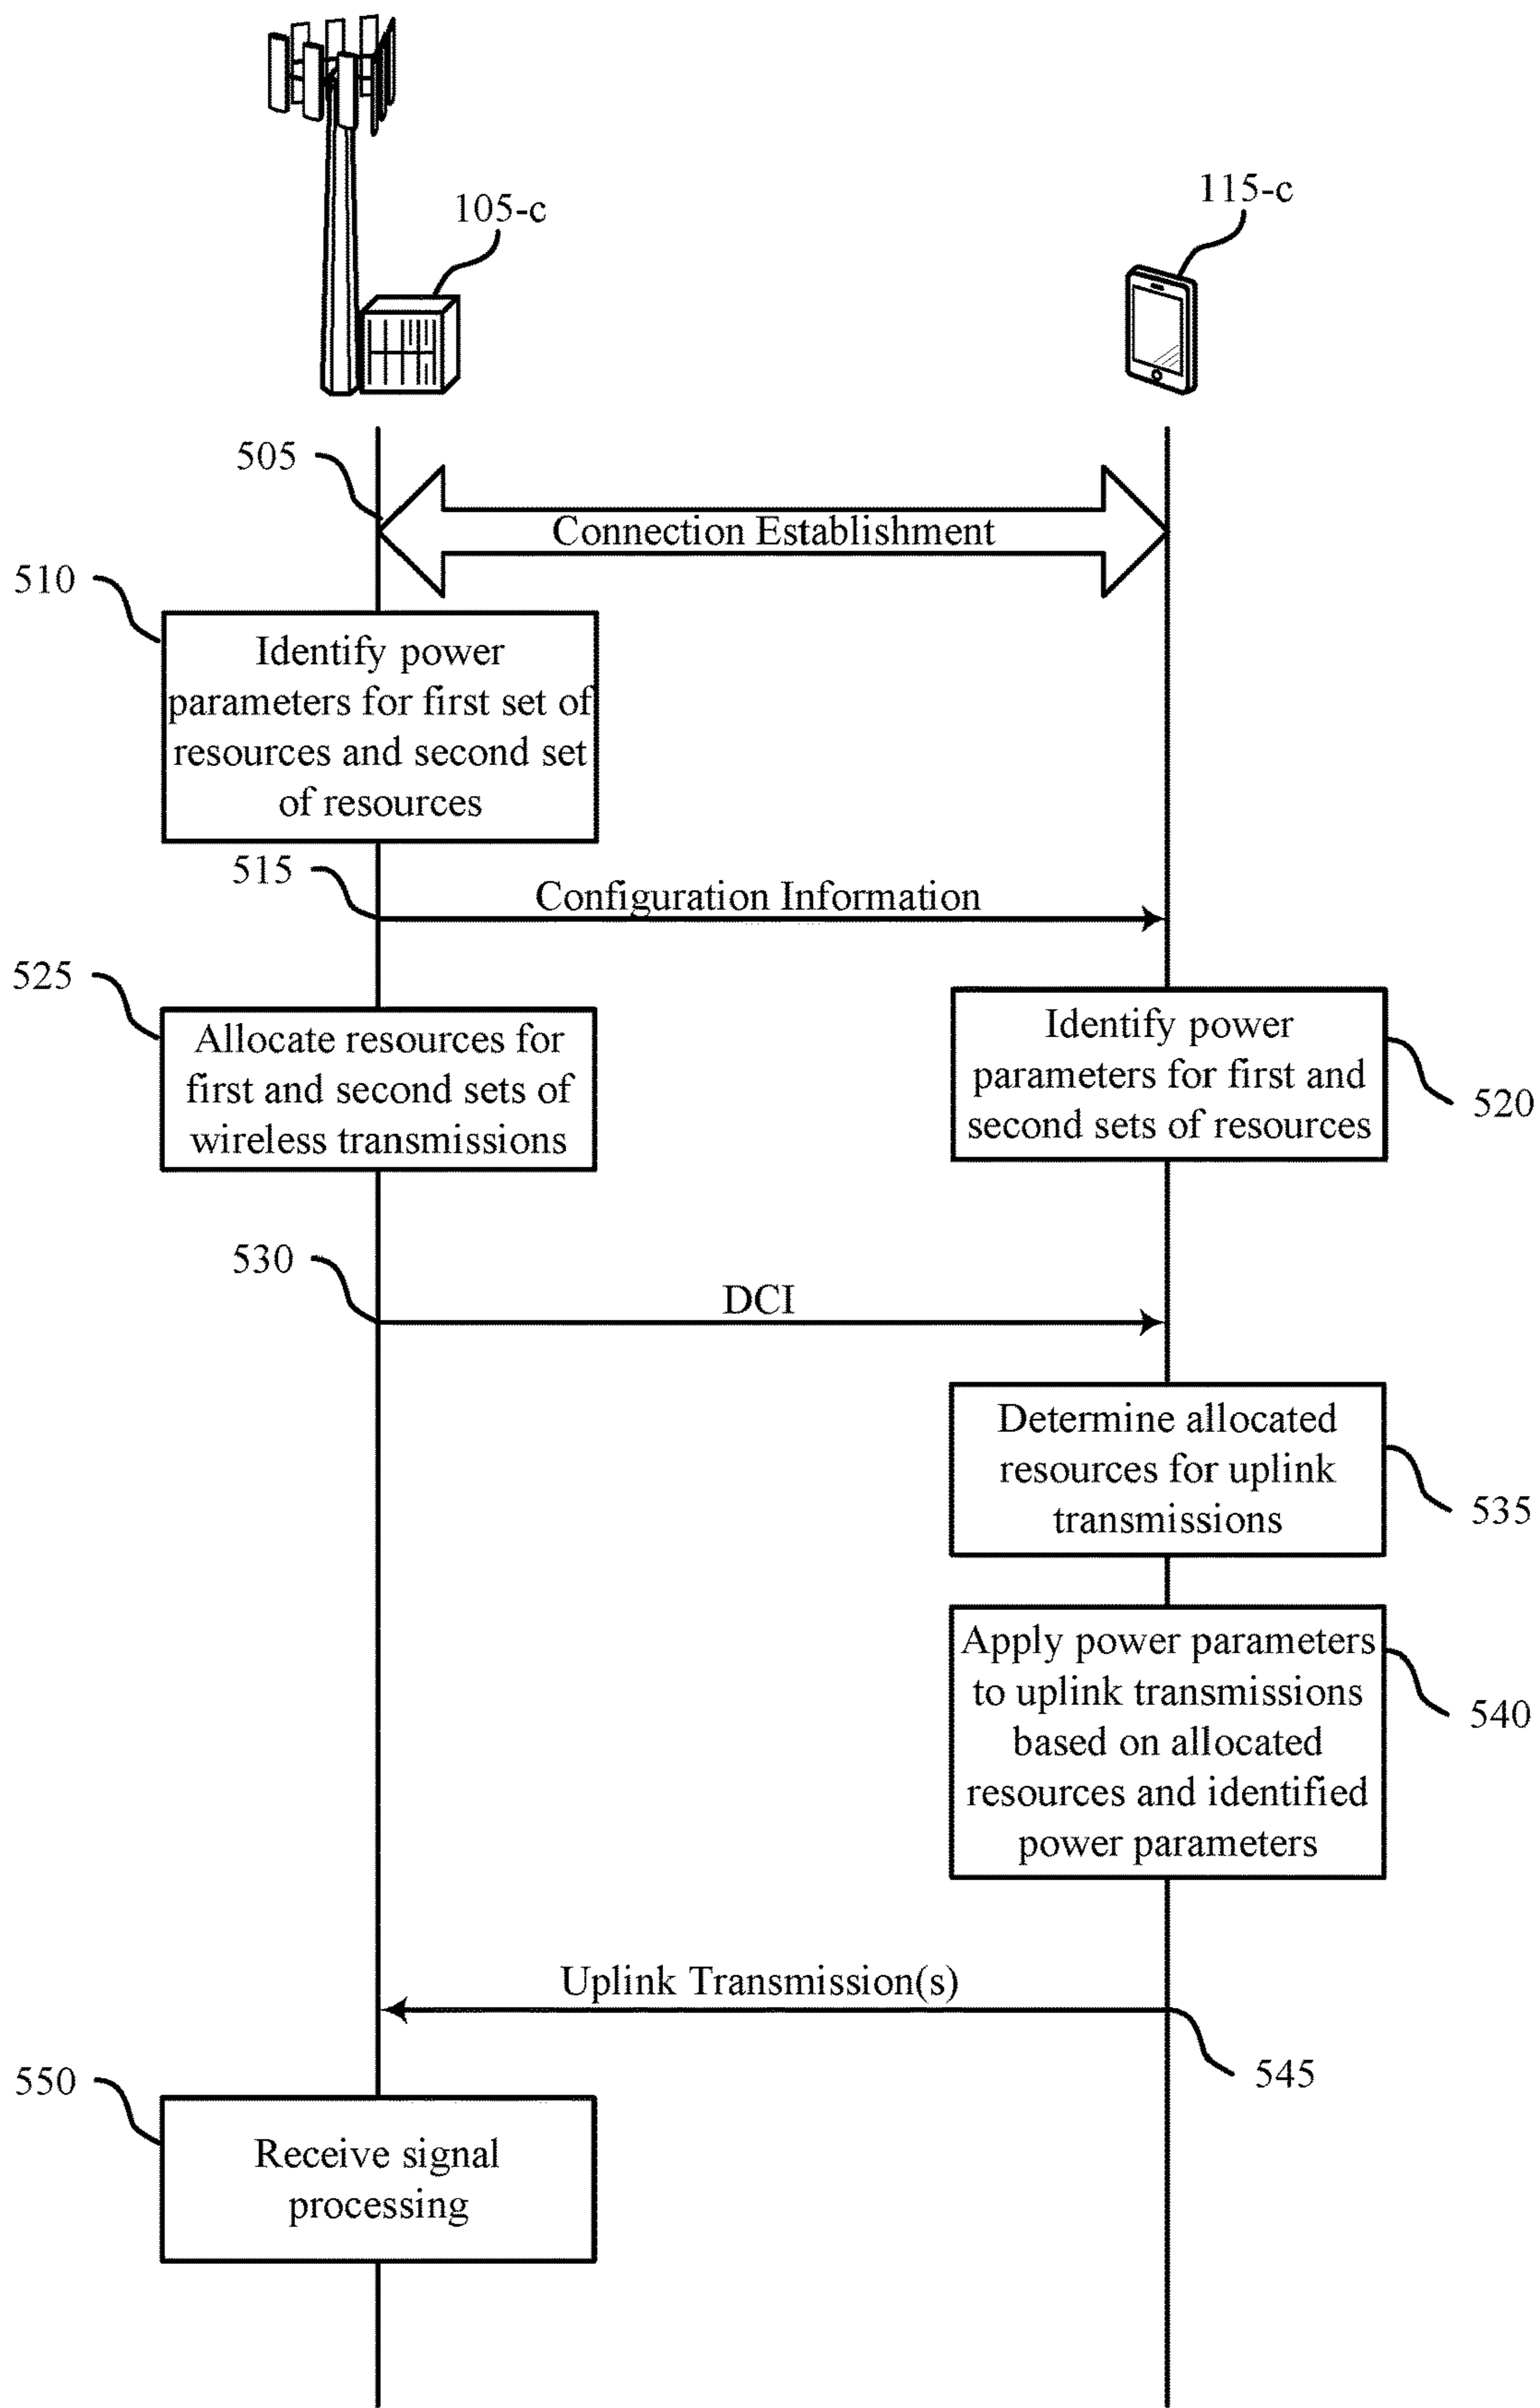 105-c
115-c
505
Connection Establishment
510
Identify power
parameters for first set of
resources and second set
of resources
515
Configuration Information
525
Allocate resources for
first and second sets of
wireless transmissions
Identify power
parameters for first and
second sets of resources
520
530
DCI
Determine allocated
resources for uplink
transmissions
535
Apply power parameters
to uplink transmissions
based on allocated
resources and identified
power parameters
540
Uplink Transmission(s)
545
550
Receive signal
processing